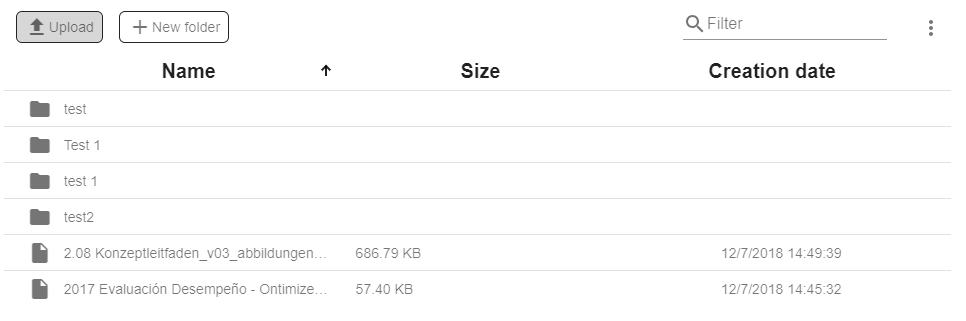 Upload New folder Filter
Name Size Creation date
test
Test 1
test 1
test2
2.08 Konzeptleitfaden_v03_abbildungen... 686.79 KB 12/7/2018 14:49:39
2017 Evaluación Desempeño - Ontimize... 57.40 KB 12/7/2018 14:45:32